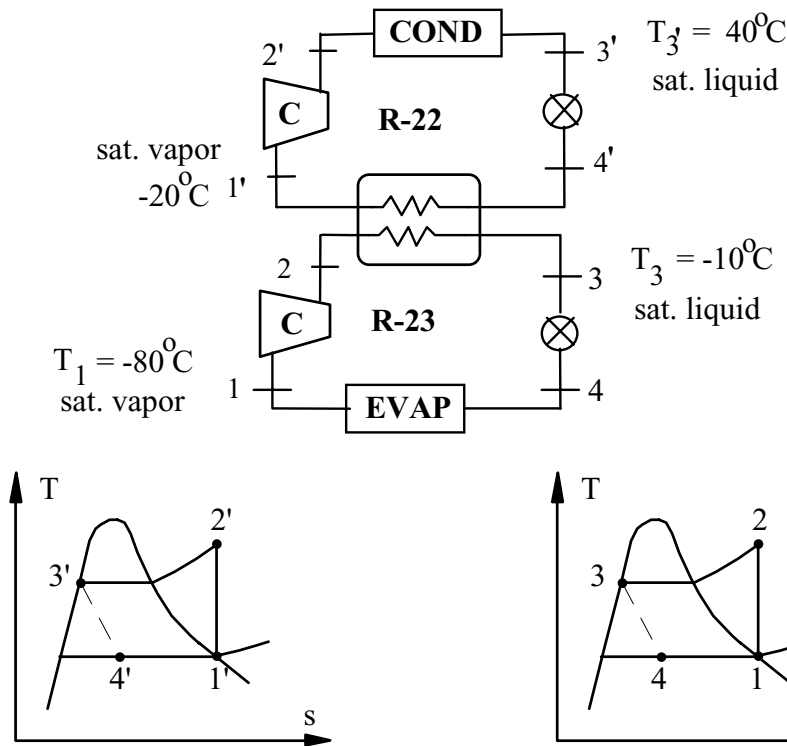 COND
2'
3'
T3' = 40°C
sat. liquid
C
R-22
sat. vapor
-20°C
1'
4'
2
3
T3 = -10°C
sat. liquid
C
R-23
T1 = -80°C
sat. vapor
1
4
EVAP
T
2'
3'
4'
1'
s
T
2
3
4
1